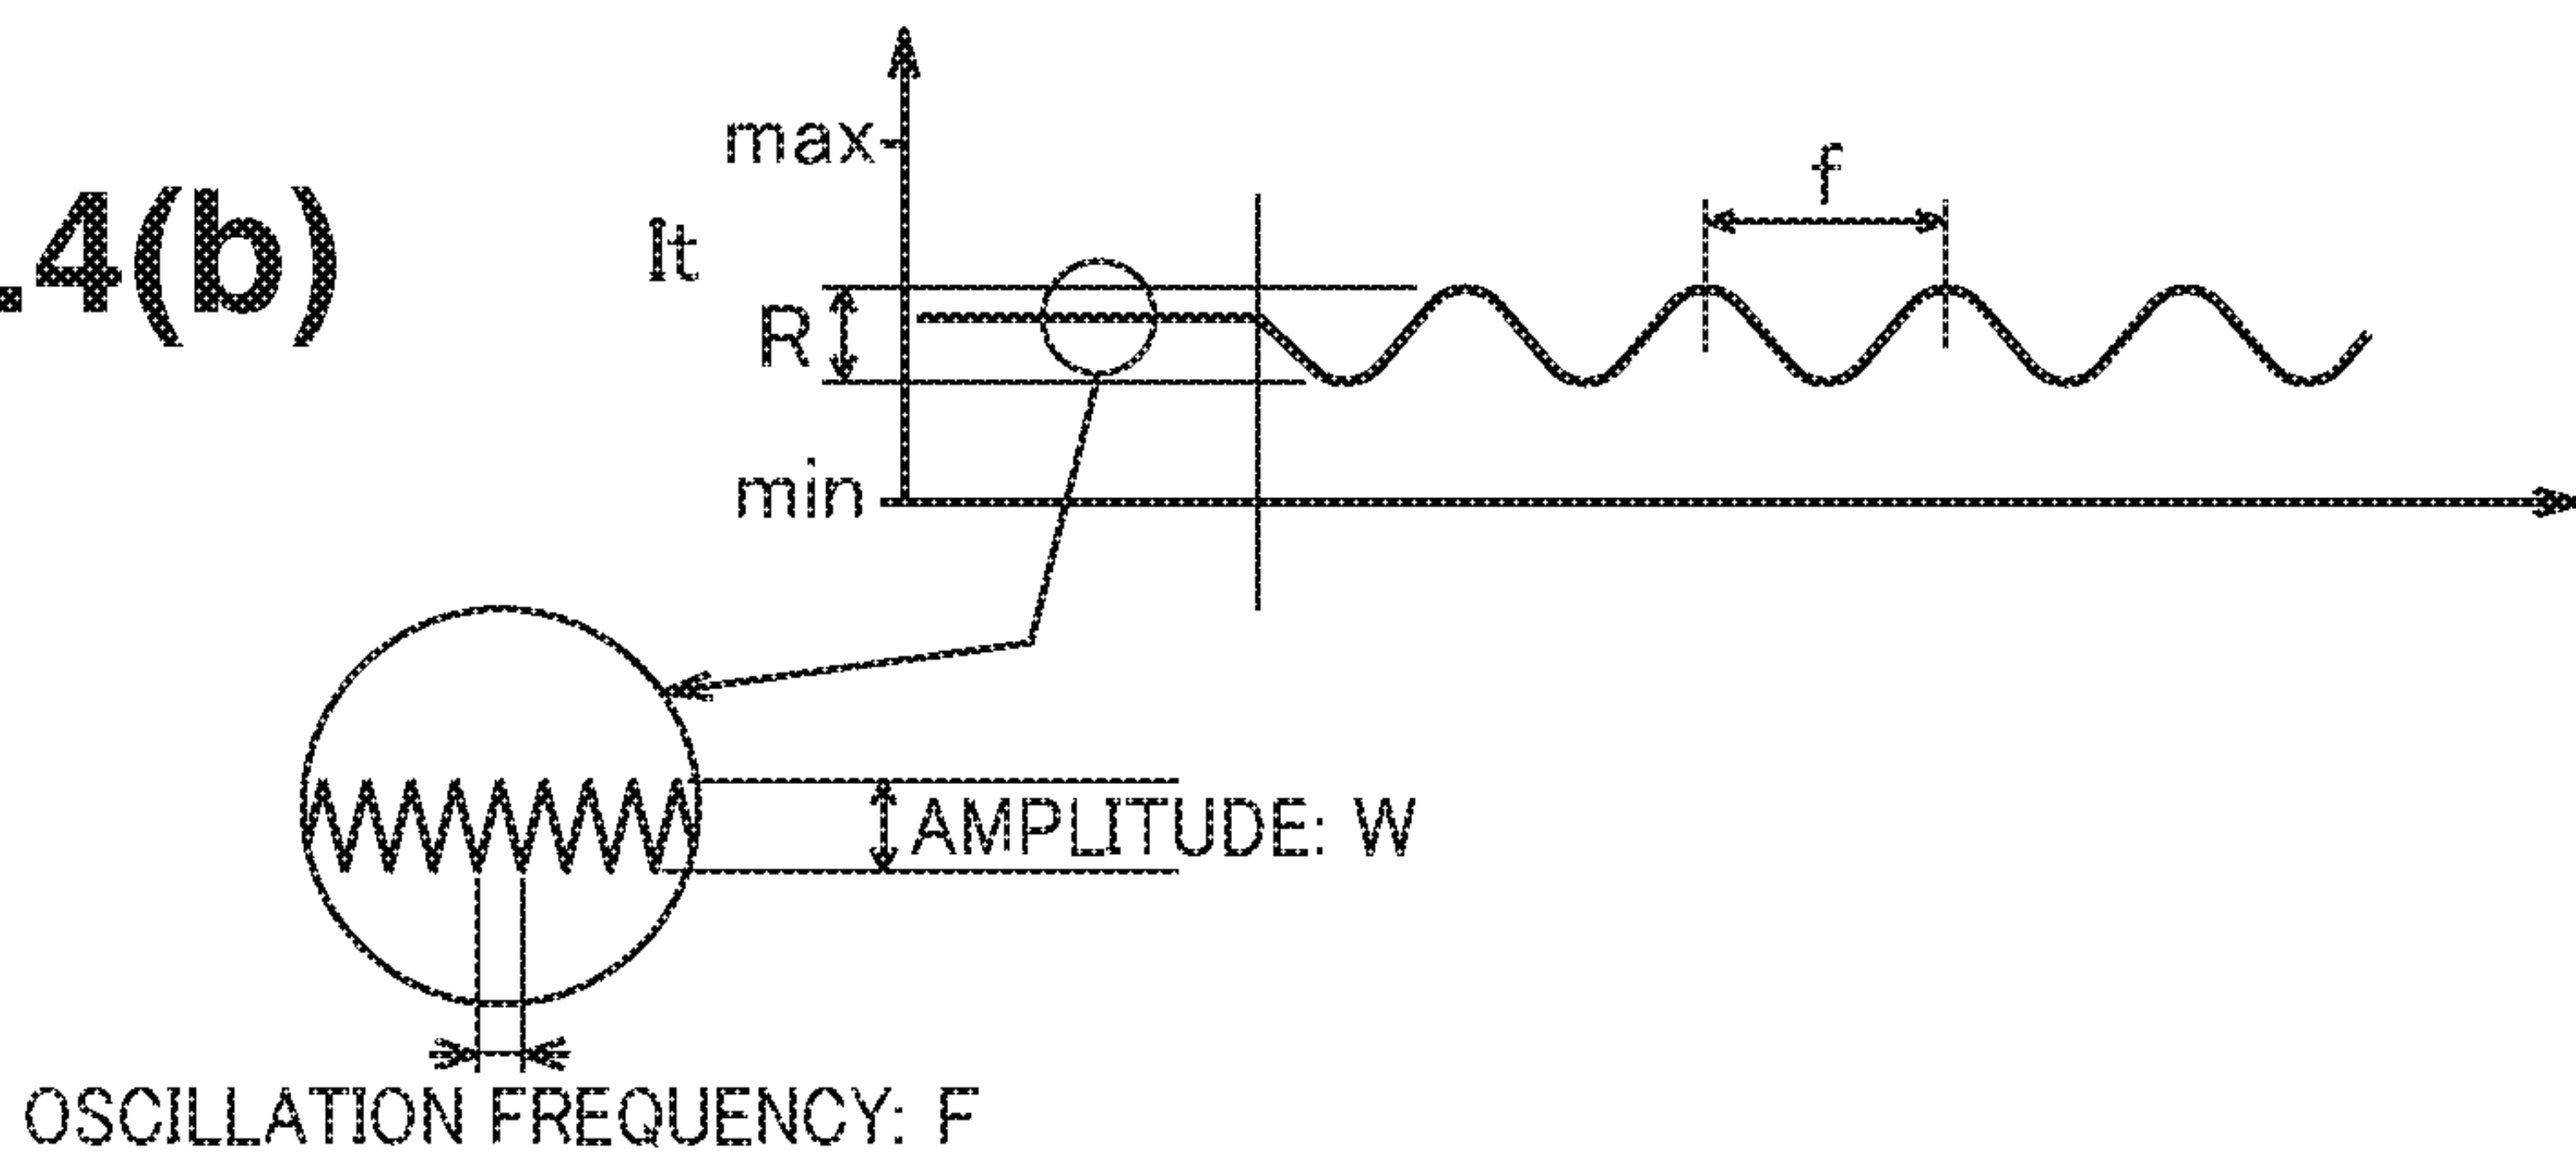 .4(b)
max
f
It
R
min
AMPLITUDE: W
OSCILLATION FREQUENCY: F